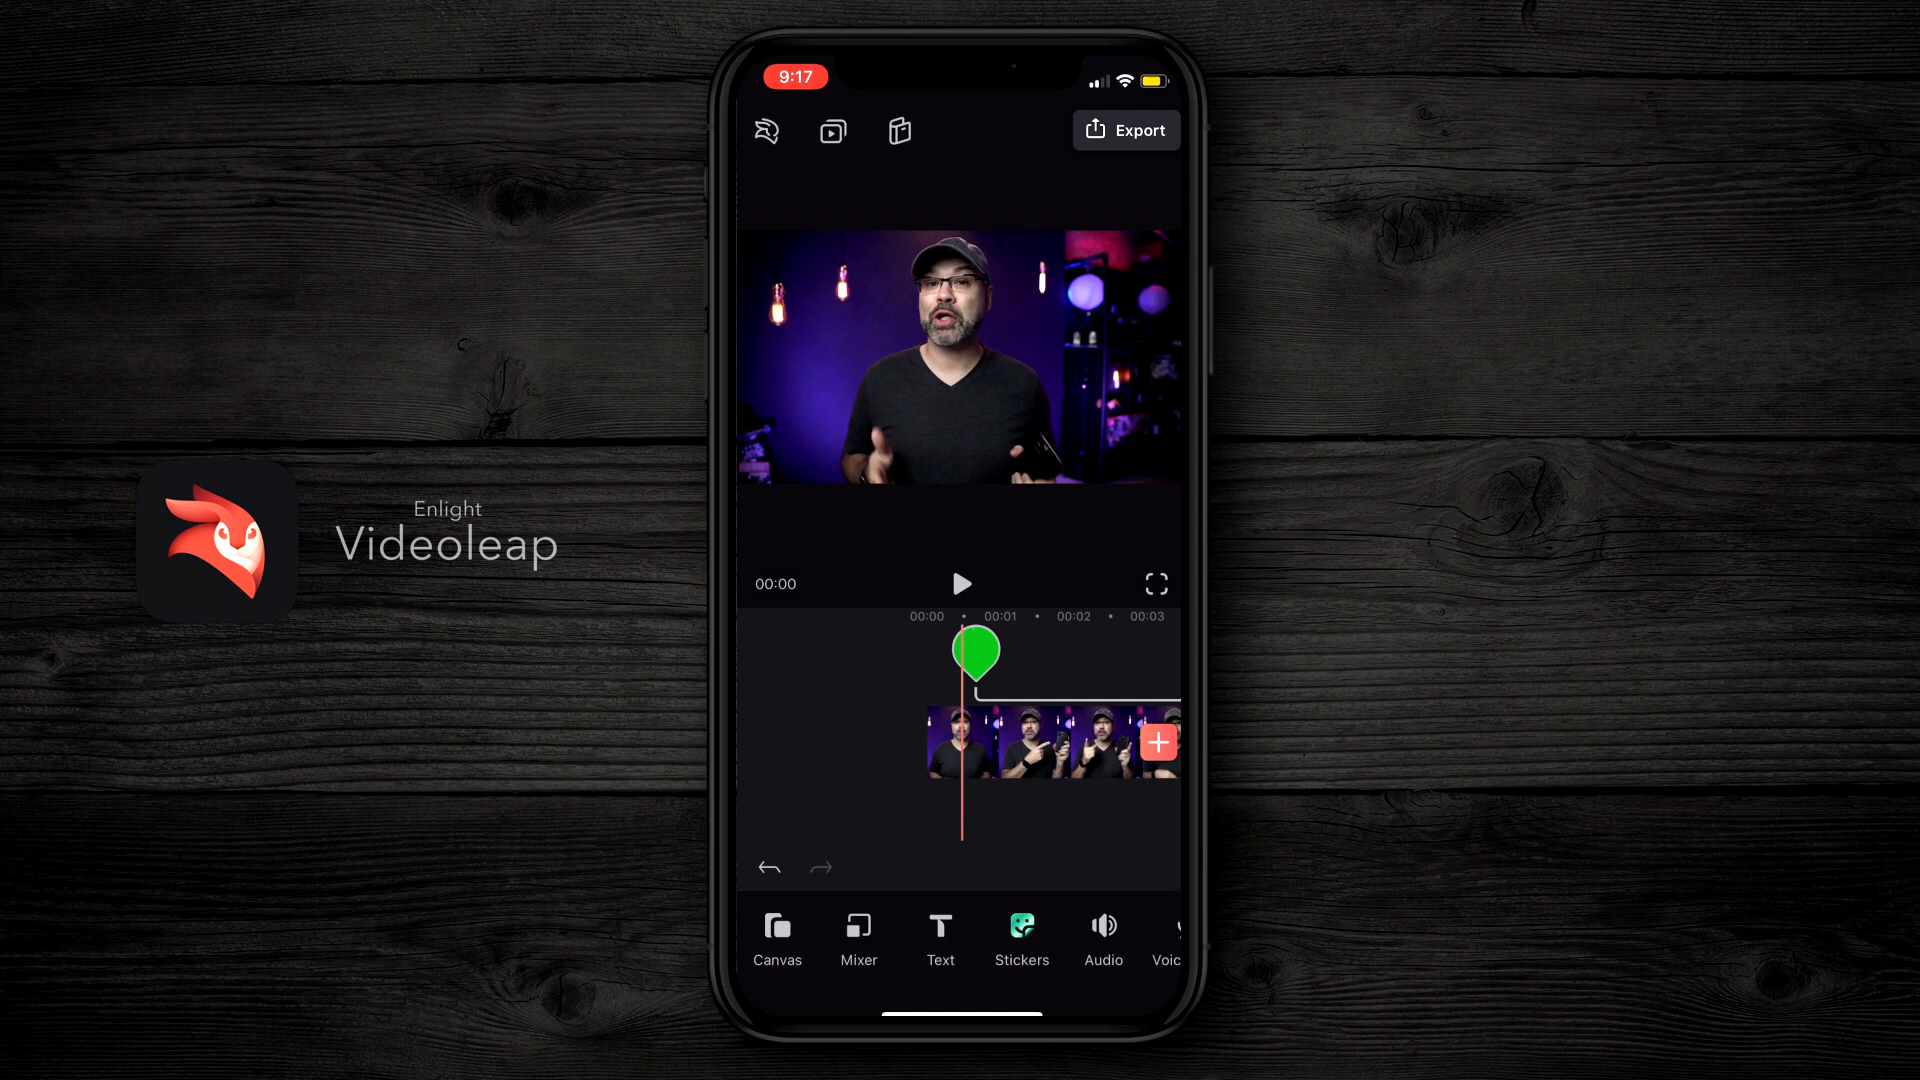 9:17
Export
Enlight
Videoleap
00:00
00:00 00:01 00:02 00:03
Canvas Mixer Text Stickers Audio Voic